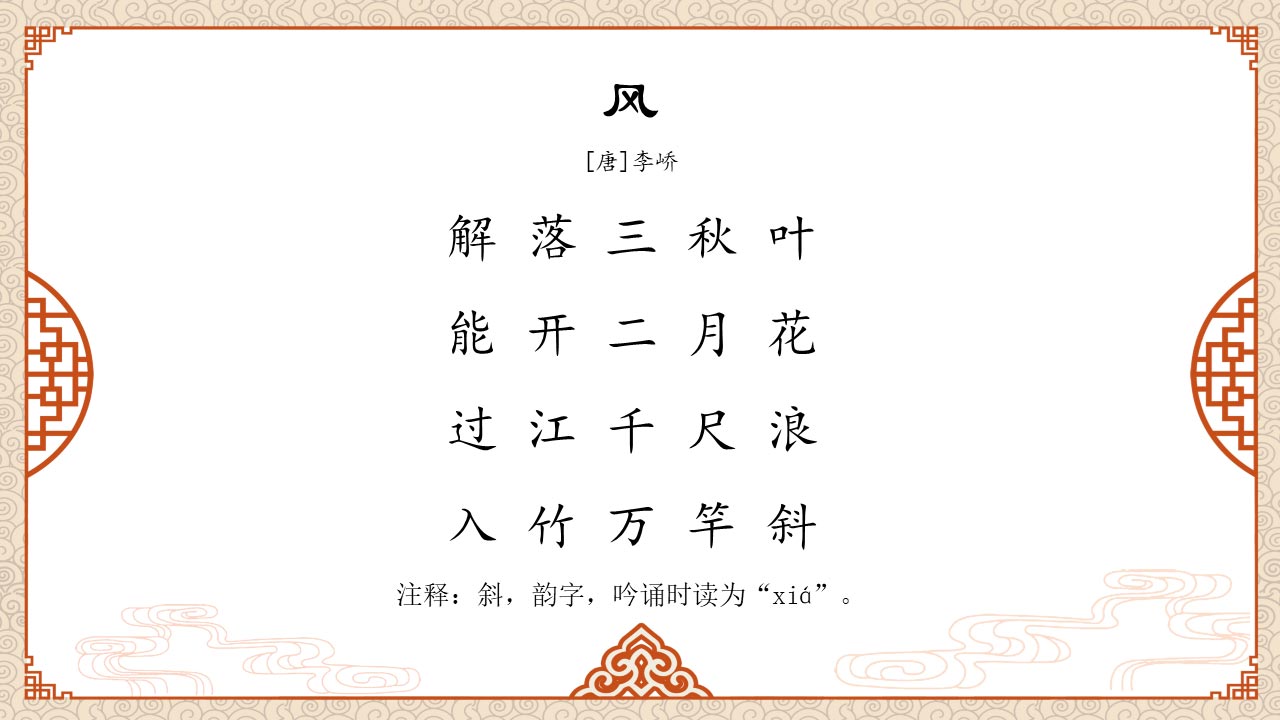 风
[唐]李峤
解落三秋叶
能开二月花
过江千尺浪
入竹万竿斜
注释：斜，韵字，吟诵时读为“xiá”。